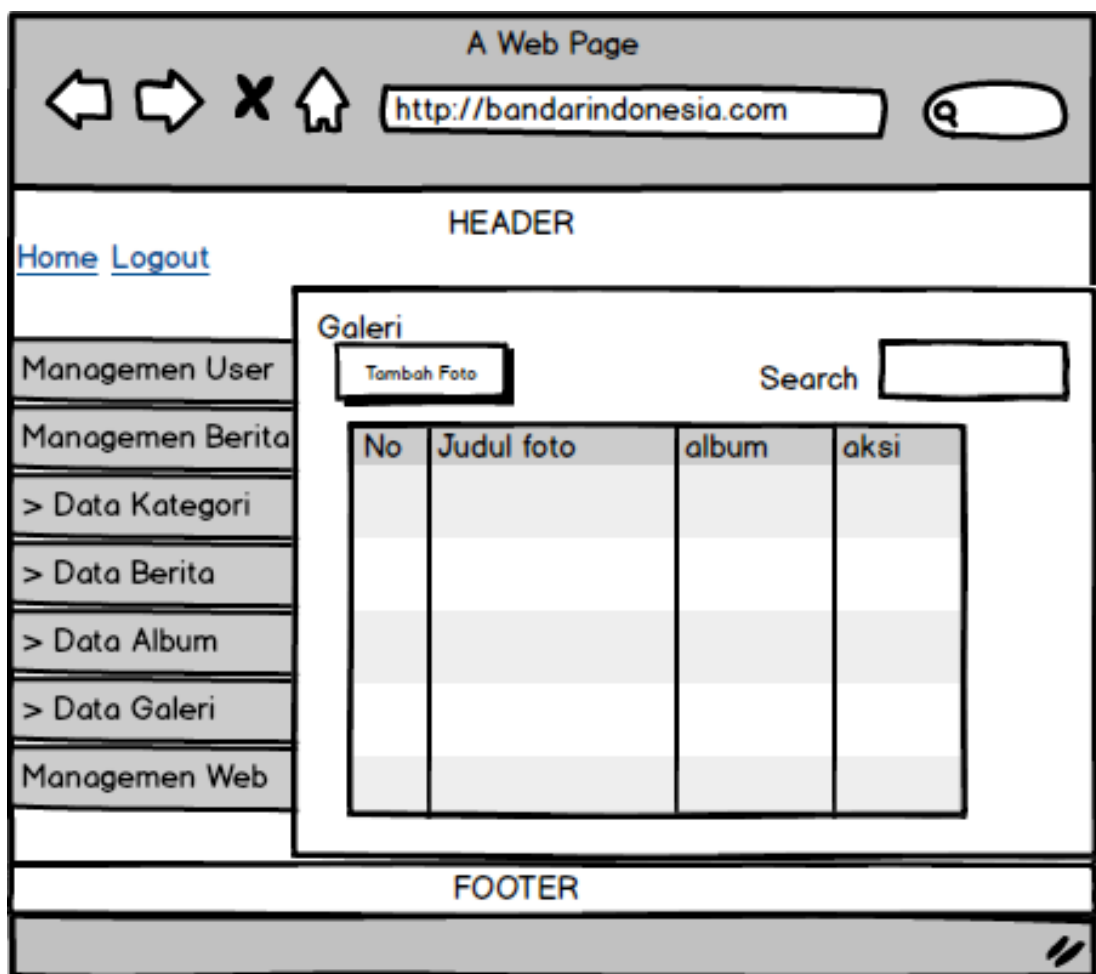 A Web Page
http://bandarindonesia.com
HEADER
Home Logout
Galeri
Tambah Foto
Search
Managemen User
Managemen Berita
> Data Kategori
> Data Berita
> Data Album
> Data Galeri
Managemen Web
No Judul foto album aksi
FOOTER